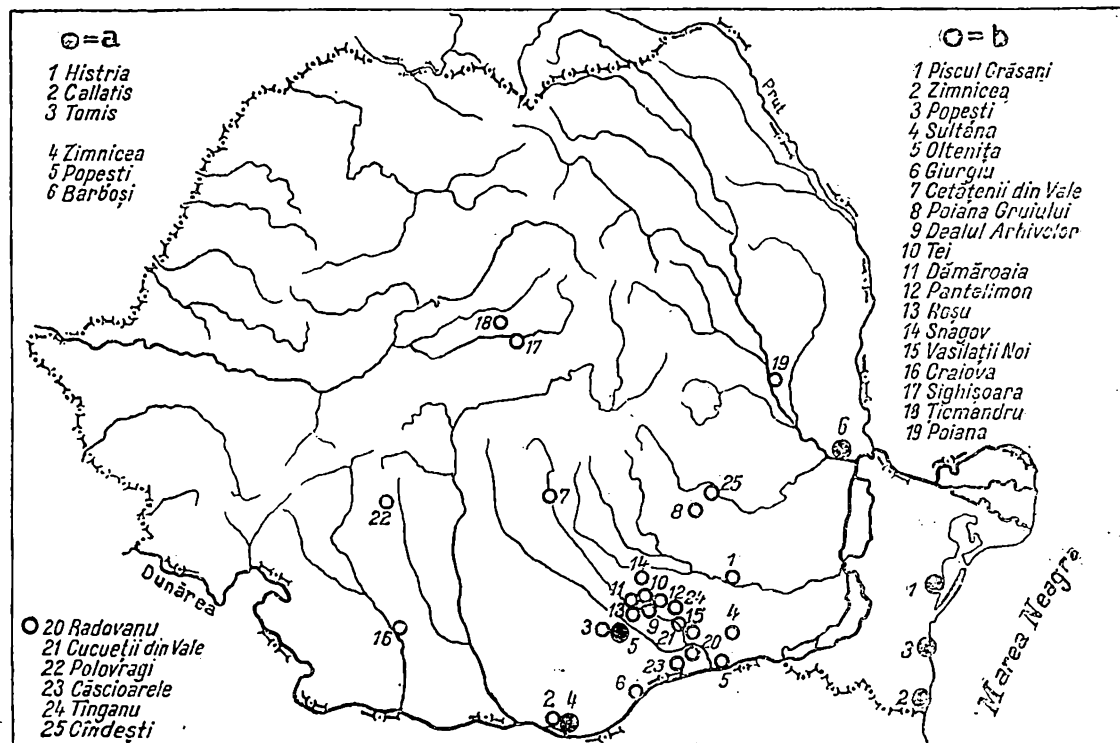 =a
1 Histria
2 Callatis
3 Tomis
4 Zimnicea
5 Popesti
6 Barboși
=b
1 Piscul Crăsani
2 Zimnicea
3 Popești
4 Sultana
5 Oltenița
6 Giurgiu
7 Cetățenii din Vale
8 Poiana Gruiului
9 Dealul Arhivelor
10 Tei
11 Dămăroaia
12 Pantelimon
13 Roșu
14 Snagov
15 Vasilații Noi
16 Craiova
17 Sighișoara
18 Țicmandru
19 Poiana
Prut
18
17
19
6
25
7
8
22
14
10
1
11
12 24
13
9
15
4
1
3
5
21
20
16
23
5
3
6
2
4
2
Dunărea
Marea Neagră
20 Radovanu
21 Cucueții din Vale
22 Polovragi
23 Căscioarele
24 Tînganu
25 Cîndești